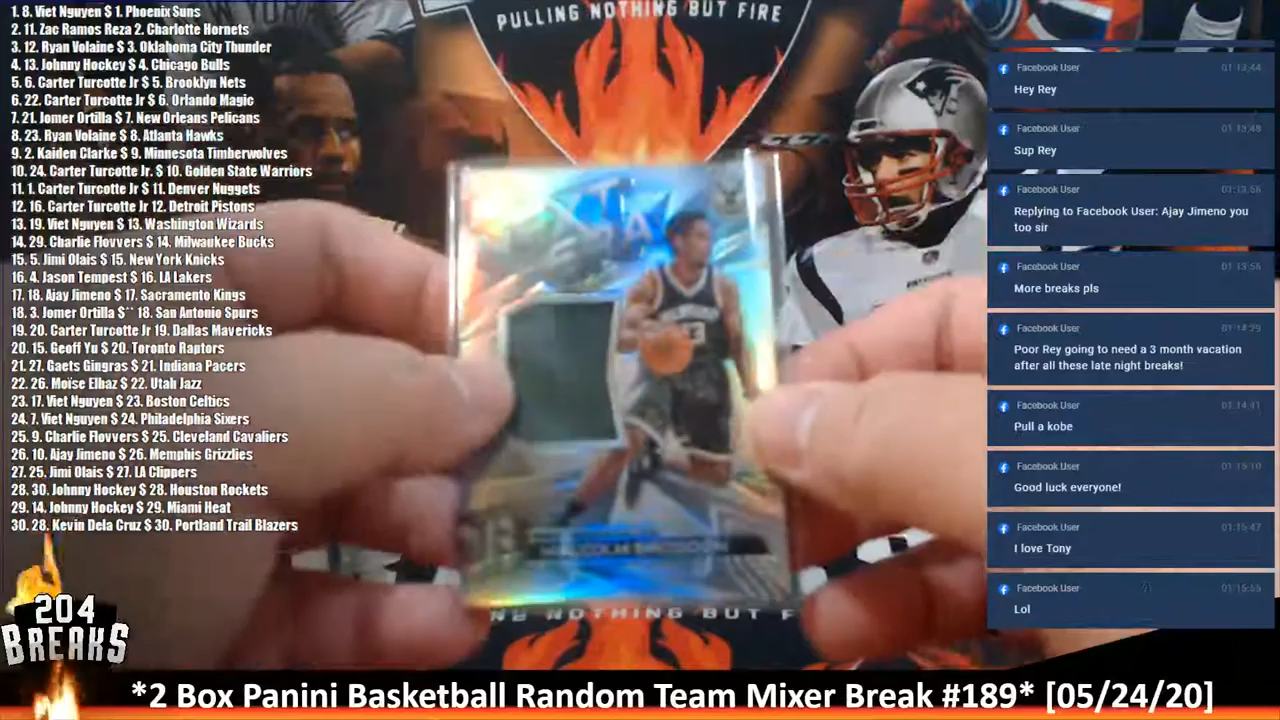 1. 8. Viet Nguyen $ 1. Phoenix Suns
2. 11. Zac Ramos Reza 2. Charlotte Hornets
3. 12. Ryan Volaine $ 3. Oklahoma City Thunder
4. 13. Johnny Hockey $ 4. Chicago Bulls
5. 6. Carter Turcotte Jr $ 5. Brooklyn Nets
6. 22. Carter Turcotte Jr $ 6. Orlando Magic
7. 21. Jomer Ortilla $ 7. New Orleans Pelicans
8. 23. Ryan Volaine $ 8. Atlanta Hawks
9. 2. Kaiden Clarke $ 9. Minnesota Timberwolves
10. 24. Carter Turcotte Jr. $ 10. Golden State Warriors
11. 1. Carter Turcotte Jr $ 11. Denver Nuggets
12. 16. Carter Turcotte Jr 12. Detroit Pistons
13. 19. Viet Nguyen $ 13. Washington Wizards
14. 29. Charlie Flovvers $ 14. Milwaukee Bucks
15. 5. Jimi Olais $ 15. New York Knicks
16. 4. Jason Tempest $ 16. LA Lakers
17. 18. Ajay Jimeno $ 17. Sacramento Kings
18. 3. Jomer Ortilla $** 18. San Antonio Spurs
19. 20. Carter Turcotte Jr 19. Dallas Mavericks
20. 15. Geoff Yu $ 20. Toronto Raptors
21. 27. Gaets Gingras $ 21. Indiana Pacers
22. 26. Moïse Elhaz $ 22. Utah Jazz
23. 17. Viet Nguyen $ 23. Boston Celtics
24. 7. Viet Nguyen $ 24. Philadelphia Sixers
25. 9. Charlie Flovvers $ 25. Cleveland Cavaliers
26. 10. Ajay Jimeno $ 26. Memphis Grizzlies
27. 25. Jimi Olais $ 27. LA Clippers
28. 30. Johnny Hockey $ 28. Houston Rockets
29. 14. Johnny Hockey $ 29. Miami Heat
30. 28. Kevin Dela Cruz $ 30. Portland Trail Blazers
204
BREAKS
PULLING NOTHING BUT FIRE
CCM
13
MALCOLM BROGDON
NOTHING BUT F
Facebook User 01:13:44
Hey Rey
Facebook User 01:13:48
Sup Rey
Facebook User 01:13:56
Replying to Facebook User: Ajay Jimeno you
too sir
Facebook User 01:13:56
More breaks pls
Facebook User 01:14:29
Poor Rey going to need a 3 month vacation
after all these late night breaks!
Facebook User 01:14:41
Pull a kobe
Facebook User 01:15:10
Good luck everyone!
Facebook User 01:15:47
I love Tony
Facebook User 01:15:55
Lol
*2 Box Panini Basketball Random Team Mixer Break #189* [05/24/20]